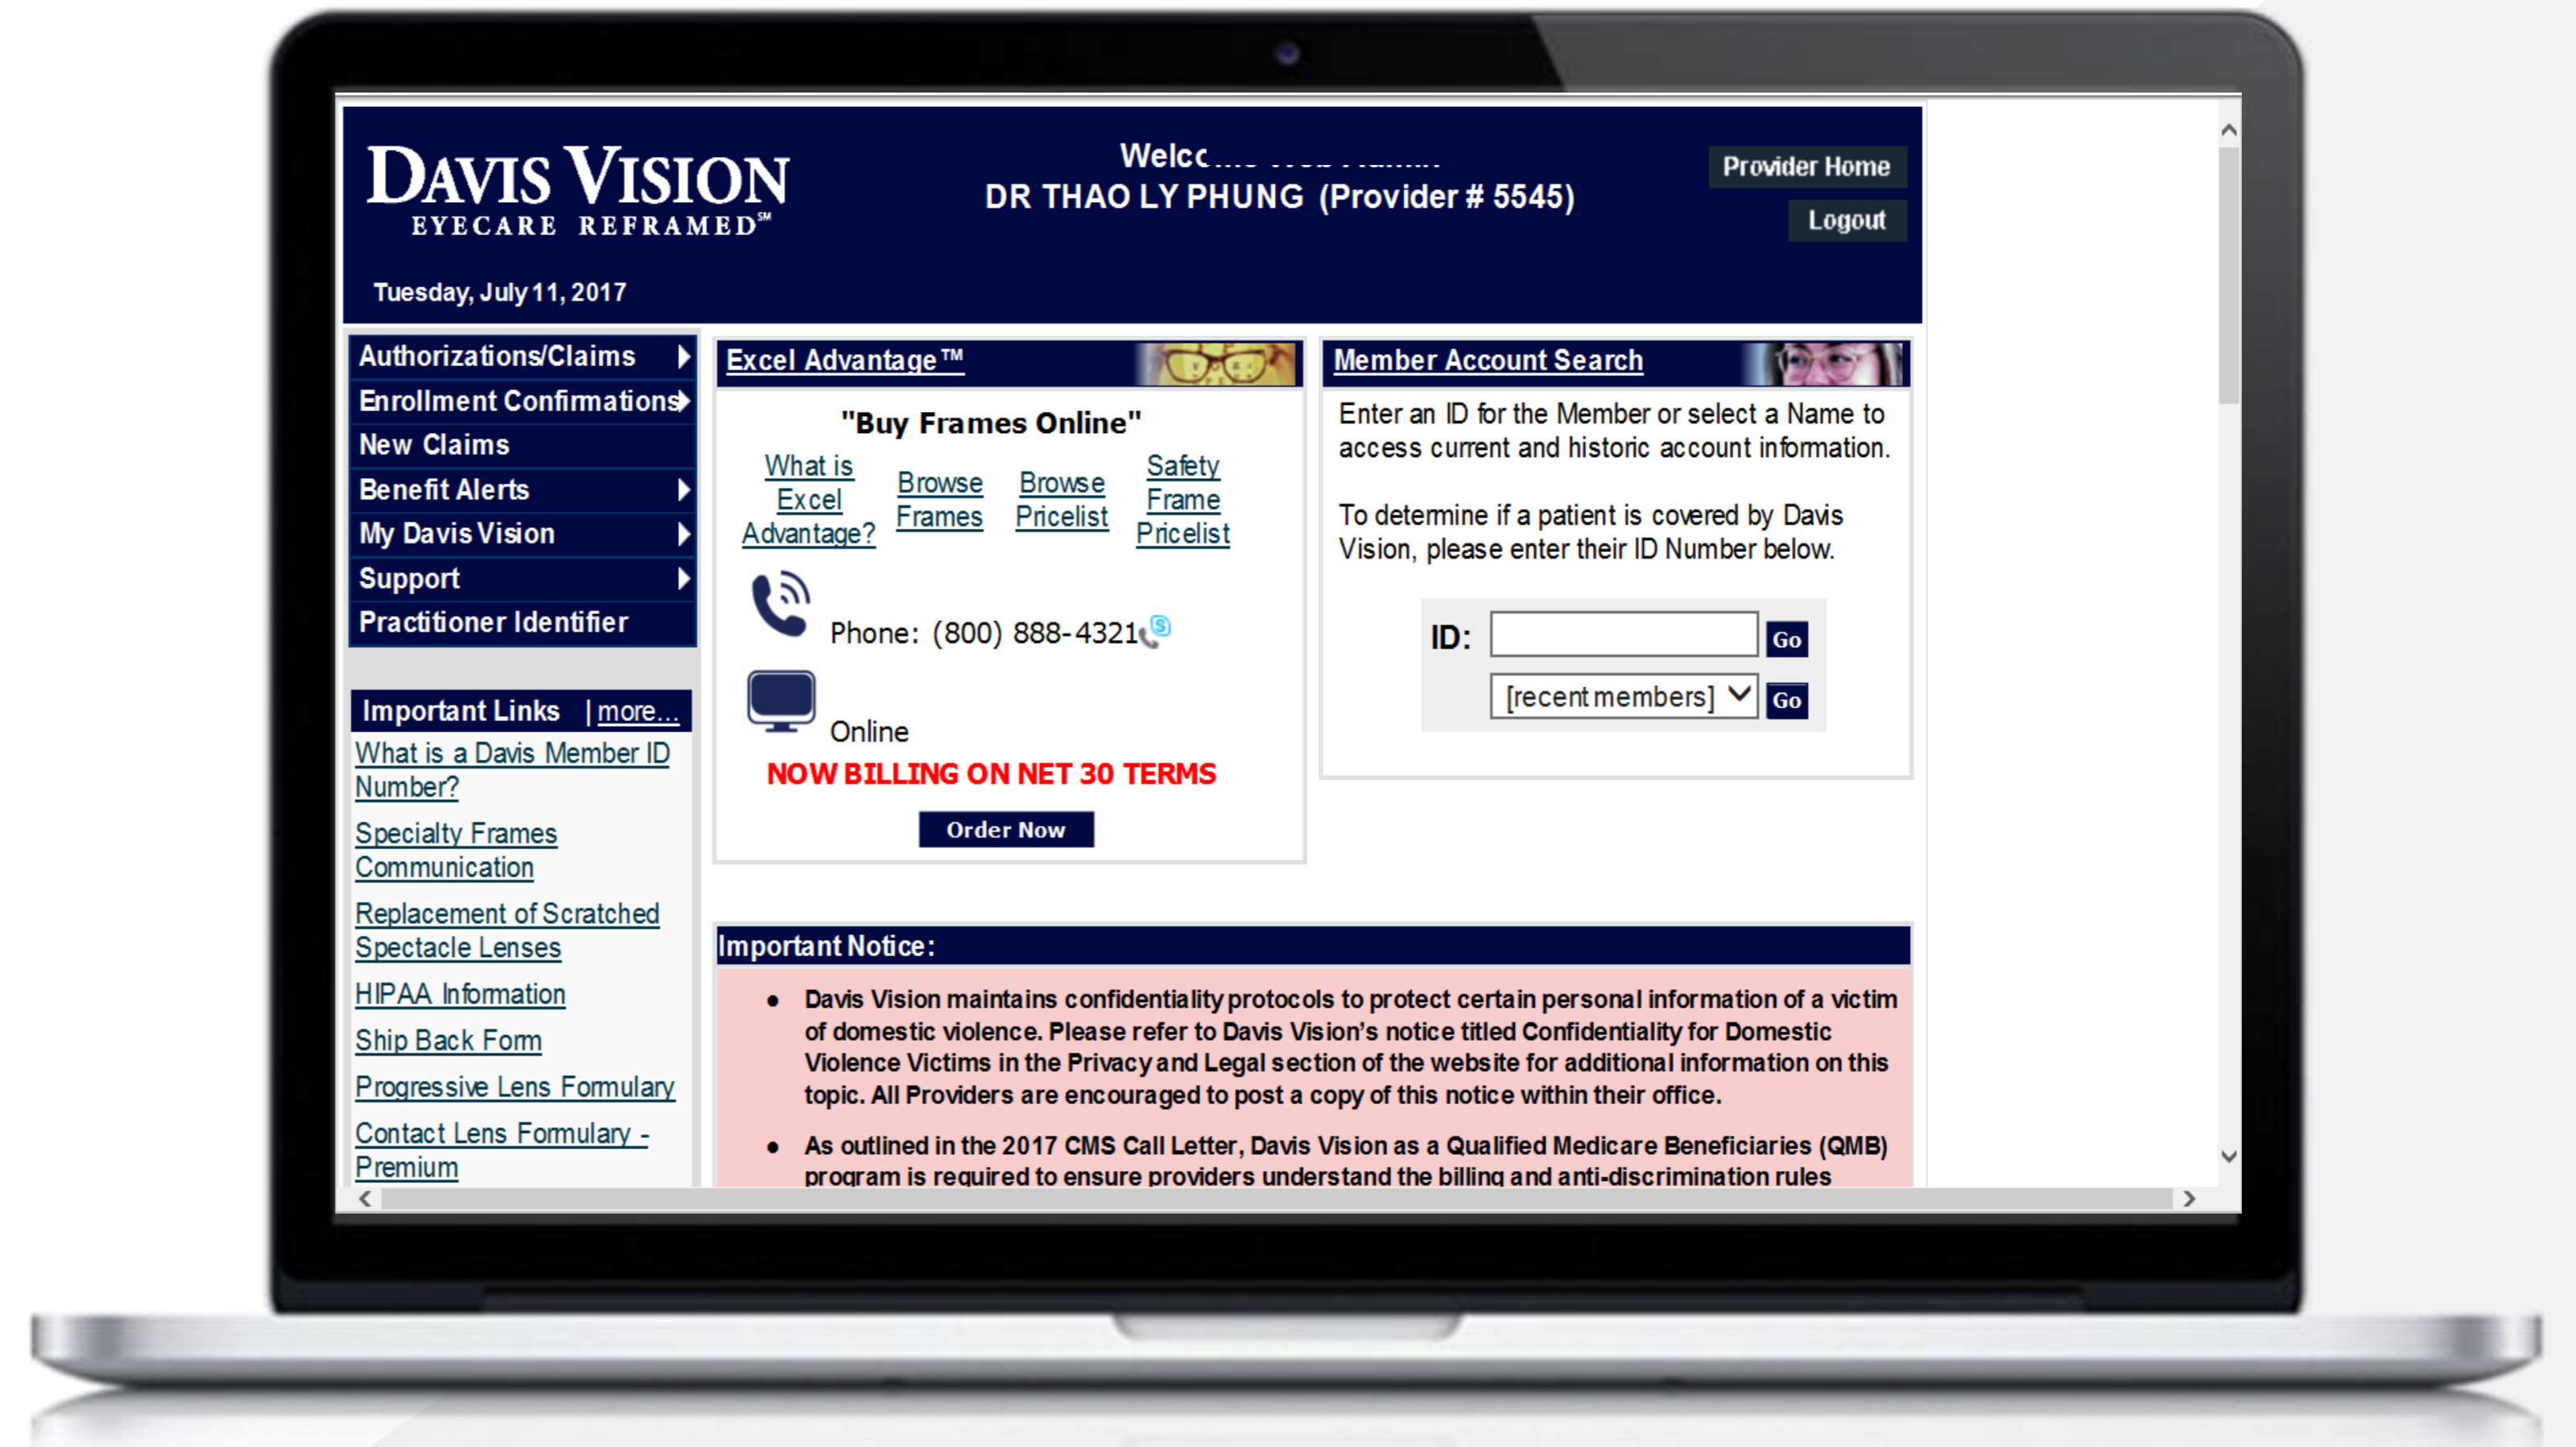 DAVIS VISION
EYECARE REFRAMED℠
Tuesday, July 11, 2017
DR THAO LY PHUNG (Provider # 5545)
Provider Home
Logout
Authorizations/Claims
Enrollment Confirmations
New Claims
Benefit Alerts
My Davis Vision
Support
Practitioner Identifier
Important Links | more...
What is a Davis Member ID
Number?
Specialty Frames
Communication
Replacement of Scratched
Spectacle Lenses
HIPAA Information
Ship Back Form
Progressive Lens Formulary
Contact Lens Formulary -
Premium
Excel Advantage™
"Buy Frames Online"
What is
Excel
Advantage?
Browse
Frames
Browse
Pricelist
Safety
Frame
Pricelist
Phone: (800) 888-4321
Online
NOW BILLING ON NET 30 TERMS
Order Now
Member Account Search
Enter an ID for the Member or select a Name to
access current and historic account information.
To determine if a patient is covered by Davis
Vision, please enter their ID Number below.
ID:
Go
[recent members]
Go
Important Notice:
• Davis Vision maintains confidentiality protocols to protect certain personal information of a victim
of domestic violence. Please refer to Davis Vision's notice titled Confidentiality for Domestic
Violence Victims in the Privacy and Legal section of the website for additional information on this
topic. All Providers are encouraged to post a copy of this notice within their office.
• As outlined in the 2017 CMS Call Letter, Davis Vision as a Qualified Medicare Beneficiaries (QMB)
program is required to ensure providers understand the billing and anti-discrimination rules